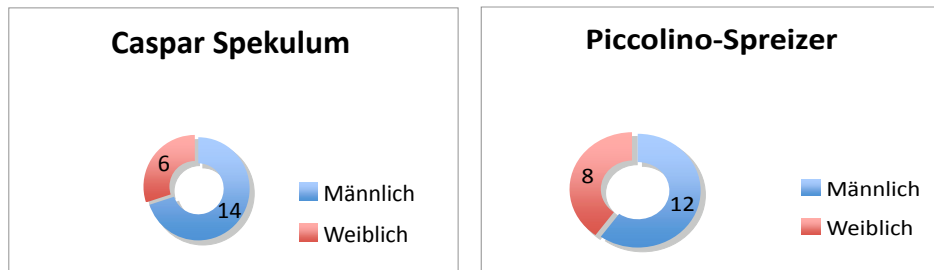 Caspar Spekulum
6
14
Männlich
Weiblich
Piccolino-Spreizer
8
12
Männlich
Weiblich